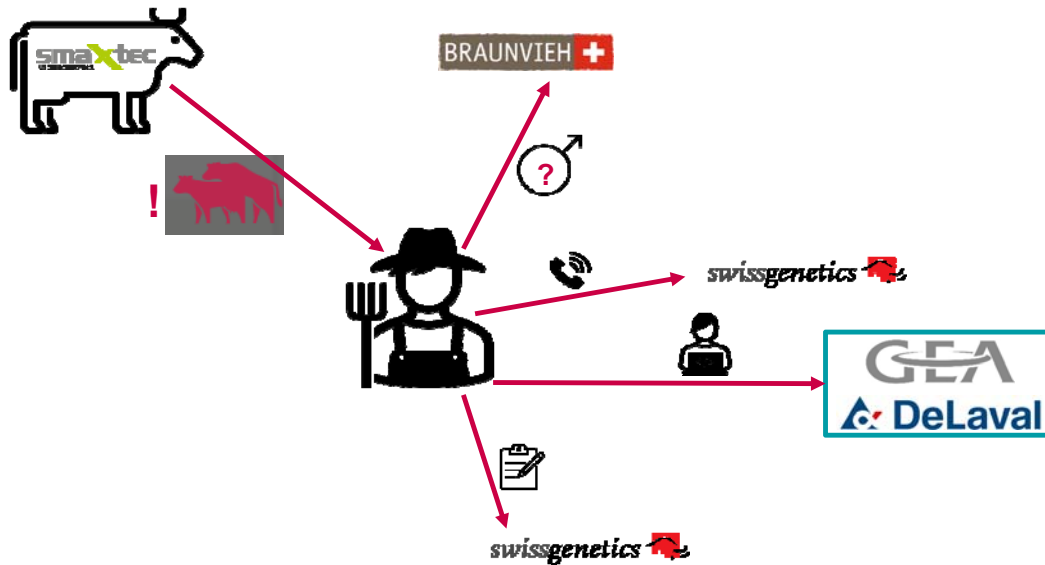 smaxtec
BRAUNVIEH
!
?
swissgenetics
GEA
DeLaval
swissgenetics